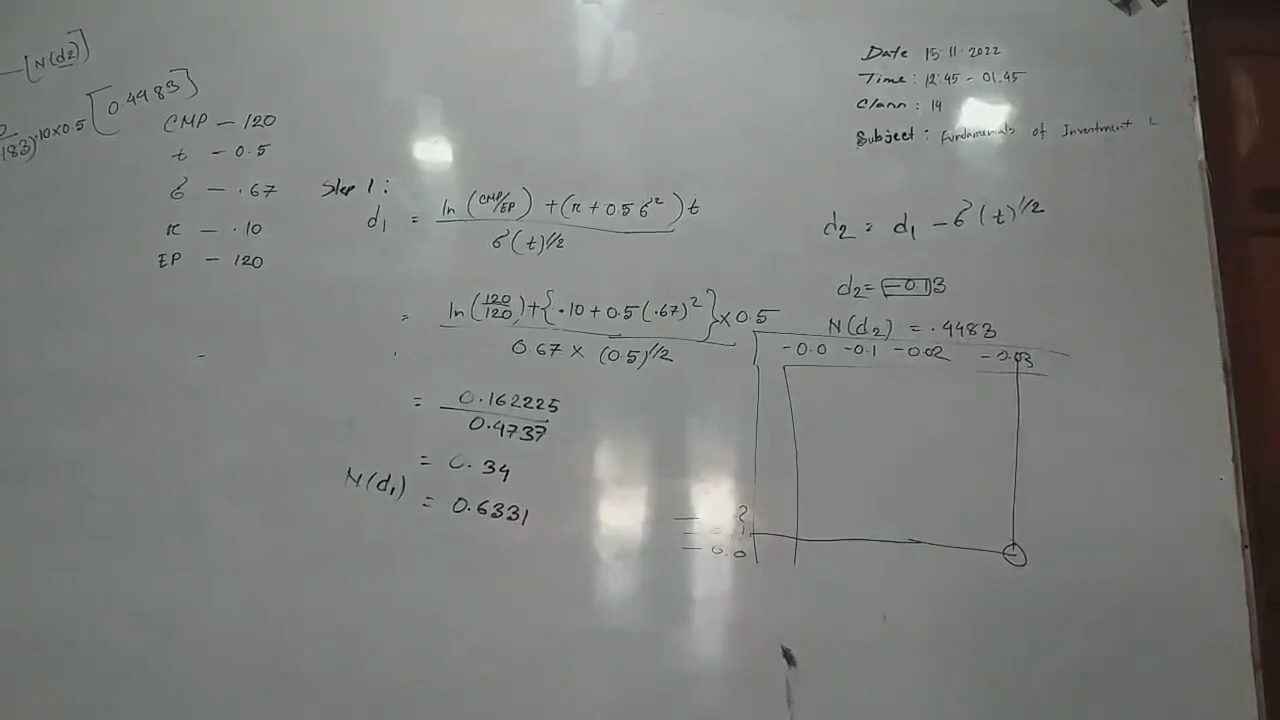 —[N(d2)]
183)·10×0.5 [0.4483]
CMP — 120
t — 0.5
σ — .67
r — .10
EP — 120
Step 1:
d₁ = ln (CMP/EP) + (r + 0.5 σ²) t
σ (t)^1/2
= ln (120/120) + {.10 + 0.5 (.67)²} × 0.5
0.67 × (0.5)^1/2
= 0.162225
0.4737
= 0.34
N(d₁) = 0.6331
Date 15.11.2022
Time : 12:45 - 01.45
Class : 14
Subject : Fundamentals of Investment
d₂ = d₁ - σ (t)^1/2
d₂ = -0.13
N(d₂) = .4483
-0.0 -0.1 -0.02 -0.03
2
1
0.0